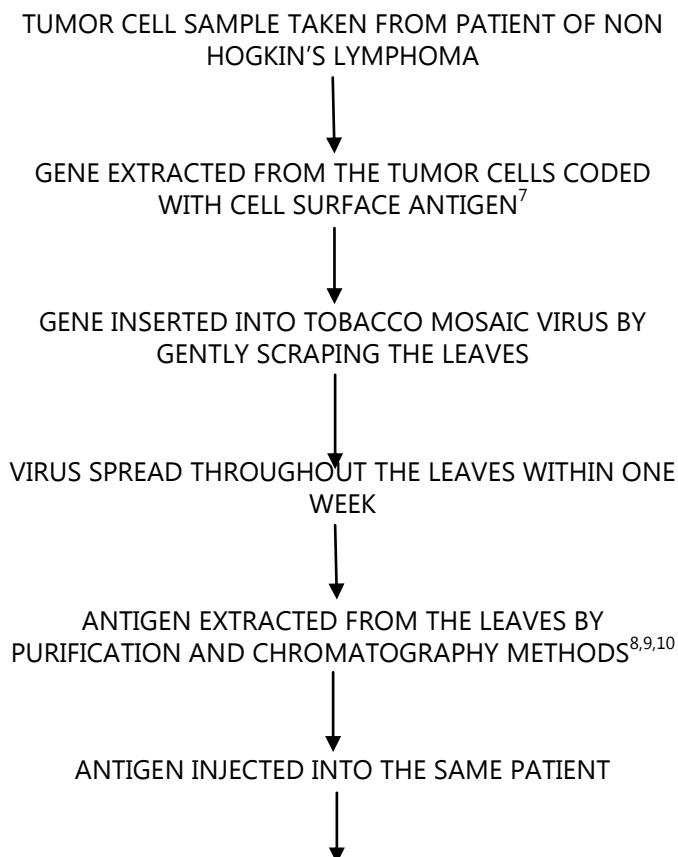 TUMOR CELL SAMPLE TAKEN FROM PATIENT OF NON
HOGKIN'S LYMPHOMA
GENE EXTRACTED FROM THE TUMOR CELLS CODED
WITH CELL SURFACE ANTIGEN7
GENE INSERTED INTO TOBACCO MOSAIC VIRUS BY
GENTLY SCRAPING THE LEAVES
VIRUS SPREAD THROUGHOUT THE LEAVES WITHIN ONE
WEEK
ANTIGEN EXTRACTED FROM THE LEAVES BY
PURIFICATION AND CHROMATOGRAPHY METHODS8,9,10
ANTIGEN INJECTED INTO THE SAME PATIENT